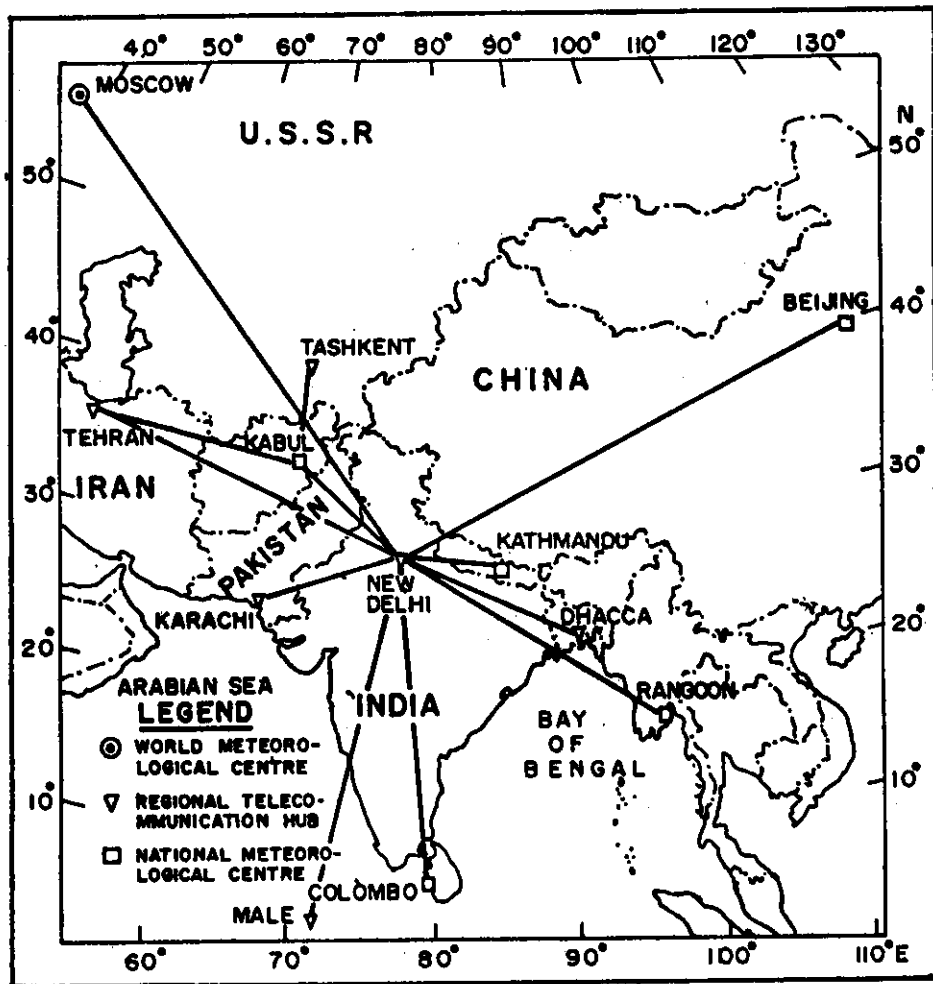 40° 50° 60° 70° 80° 90° 100° 110° 120° 130°
MOSCOW
U.S.S.R
N
50°
50°
BEIJING
40°
40°
TASHKENT
CHINA
TEHRAN
KABUL
30°
30°
IRAN
PAKISTAN
KATHMANDU
NEW
DELHI
DHACCA
KARACHI
20°
20°
RANGOON
ARABIAN SEA
INDIA
BAY
OF
BENGAL
LEGEND
WORLD METEORO-
LOGICAL CENTRE
10°
10°
REGIONAL TELECO-
MMUNICATION HUB
NATIONAL METEORO-
LOGICAL CENTRE
COLOMBO
MALE
60° 70° 80° 90° 100° 110°E